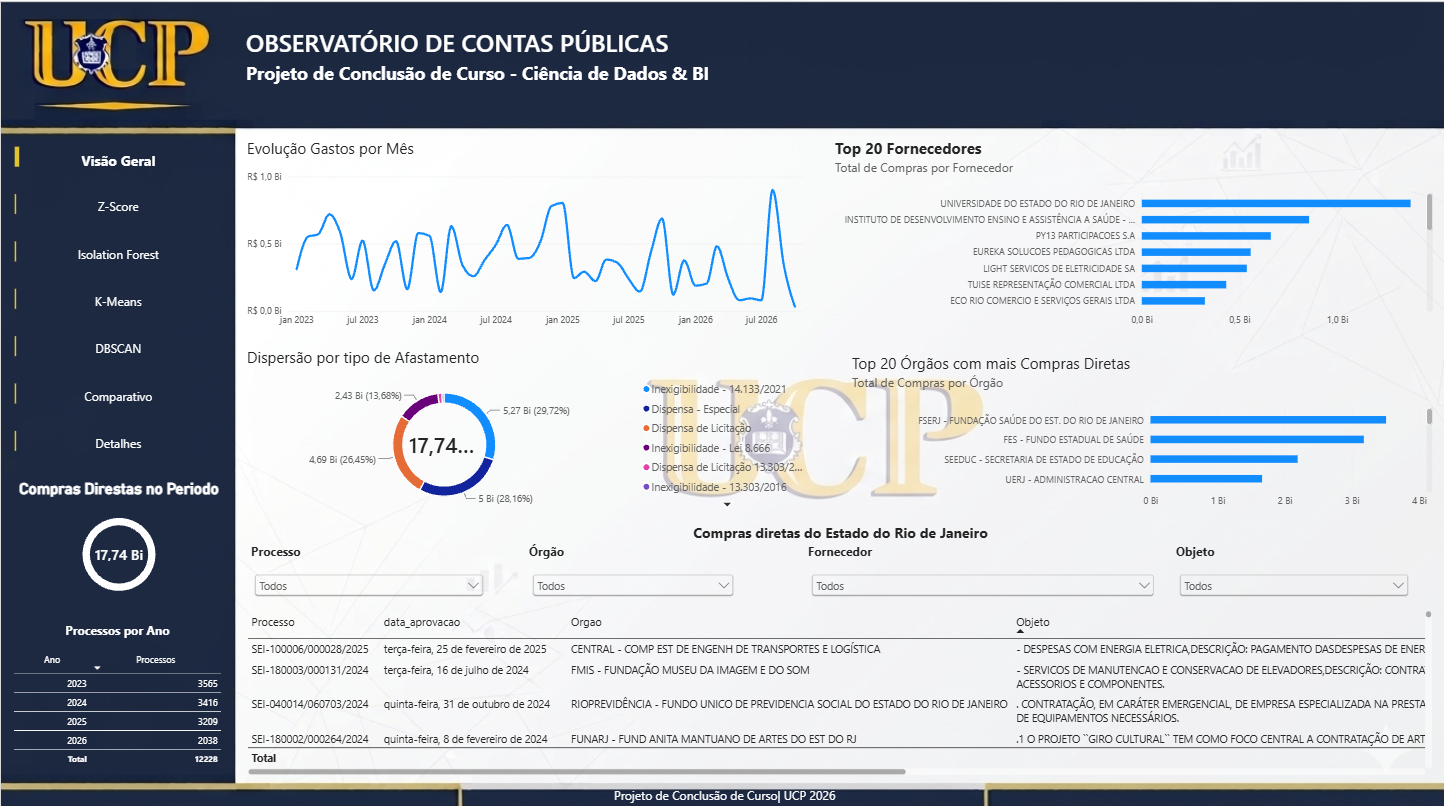 UCP
OBSERVATÓRIO DE CONTAS PÚBLICAS
Projeto de Conclusão de Curso - Ciência de Dados & BI
Visão Geral
Z-Score
Isolation Forest
K-Means
DBSCAN
Comparativo
Detalhes
Compras Direstas no Periodo
17,74 Bi
Processos por Ano
Ano Processos
2023 3565
2024 3416
2025 3209
2026 2038
Total 12228
Evolução Gastos por Mês
R$ 1,0 Bi
R$ 0,5 Bi
R$ 0,0 Bi
jan 2023 jul 2023 jan 2024 jul 2024 jan 2025 jul 2025 jan 2026 jul 2026
Top 20 Fornecedores
Total de Compras por Fornecedor
UNIVERSIDADE DO ESTADO DO RIO DE JANEIRO
INSTITUTO DE DESENVOLVIMENTO ENSINO E ASSISTÊNCIA A SAÚDE - ...
PY13 PARTICIPACOES S.A
EUREKA SOLUCOES PEDAGOGICAS LTDA
LIGHT SERVICOS DE ELETRICIDADE SA
TUISE REPRESENTAÇÃO COMERCIAL LTDA
ECO RIO COMERCIO E SERVIÇOS GERAIS LTDA
0,0 Bi 0,5 Bi 1,0 Bi
Dispersão por tipo de Afastamento
2,43 Bi (13,68%)
5,27 Bi (29,72%)
17,74...
4,69 Bi (26,45%)
5 Bi (28,16%)
Inexigibilidade - 14.133/2021
Dispensa - Especial
Dispensa de Licitação
Inexigibilidade - Lei 8.666
Dispensa de Licitação 13.303/2...
Inexigibilidade - 13.303/2016
UCP
Top 20 Órgãos com mais Compras Diretas
Total de Compras por Órgão
FSERJ - FUNDAÇÃO SAÚDE DO EST. DO RIO DE JANEIRO
FES - FUNDO ESTADUAL DE SAÚDE
SEEDUC - SECRETARIA DE ESTADO DE EDUCAÇÃO
UERJ - ADMINISTRACAO CENTRAL
0 Bi 1 Bi 2 Bi 3 Bi 4 Bi
Compras diretas do Estado do Rio de Janeiro
Processo Órgão Fornecedor Objeto
Todos Todos Todos Todos
Processo data_aprovacao Orgao Objeto
SEI-100006/000028/2025 terça-feira, 25 de fevereiro de 2025 CENTRAL - COMP EST DE ENGENH DE TRANSPORTES E LOGÍSTICA - DESPESAS COM ENERGIA ELETRICA,DESCRIÇÃO: PAGAMENTO DASDESPESAS DE ENER
SEI-180003/000131/2024 terça-feira, 16 de julho de 2024 FMIS - FUNDAÇÃO MUSEU DA IMAGEM E DO SOM - SERVICOS DE MANUTENCAO E CONSERVACAO DE ELEVADORES,DESCRIÇÃO: CONTRA
ACESSORIOS E COMPONENTES.
SEI-040014/060703/2024 quinta-feira, 31 de outubro de 2024 RIOPREVIDÊNCIA - FUNDO UNICO DE PREVIDENCIA SOCIAL DO ESTADO DO RIO DE JANEIRO . CONTRATAÇÃO, EM CARÁTER EMERGENCIAL, DE EMPRESA ESPECIALIZADA NA PRESTA
DE EQUIPAMENTOS NECESSÁRIOS.
SEI-180002/000264/2024 quinta-feira, 8 de fevereiro de 2024 FUNARJ - FUND ANITA MANTUANO DE ARTES DO EST DO RJ .1 O PROJETO ``GIRO CULTURAL`` TEM COMO FOCO CENTRAL A CONTRATAÇÃO DE ART
Total
Projeto de Conclusão de Curso| UCP 2026